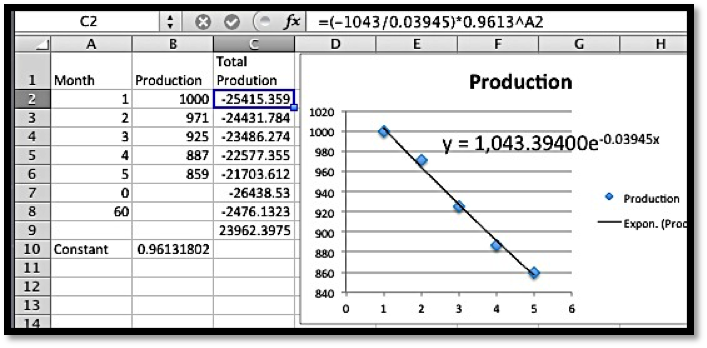 C2 fx =(-1043/0.03945)*0.9613^A2
A B C D E F G H
1 Month Production Total Prodution
2 1 1000 -25415.359
3 2 971 -24431.784
4 3 925 -23486.274
5 4 887 -22577.355
6 5 859 -21703.612
7 0 -26438.53
8 60 -2476.1323
9 23962.3975
10 Constant 0.96131802
11
12
13
14
Production
y = 1,043.39400e-0.03945x
1020
1000
980
960
940
920
900
880
860
840
0 1 2 3 4 5 6
Production
Expon. (Proc